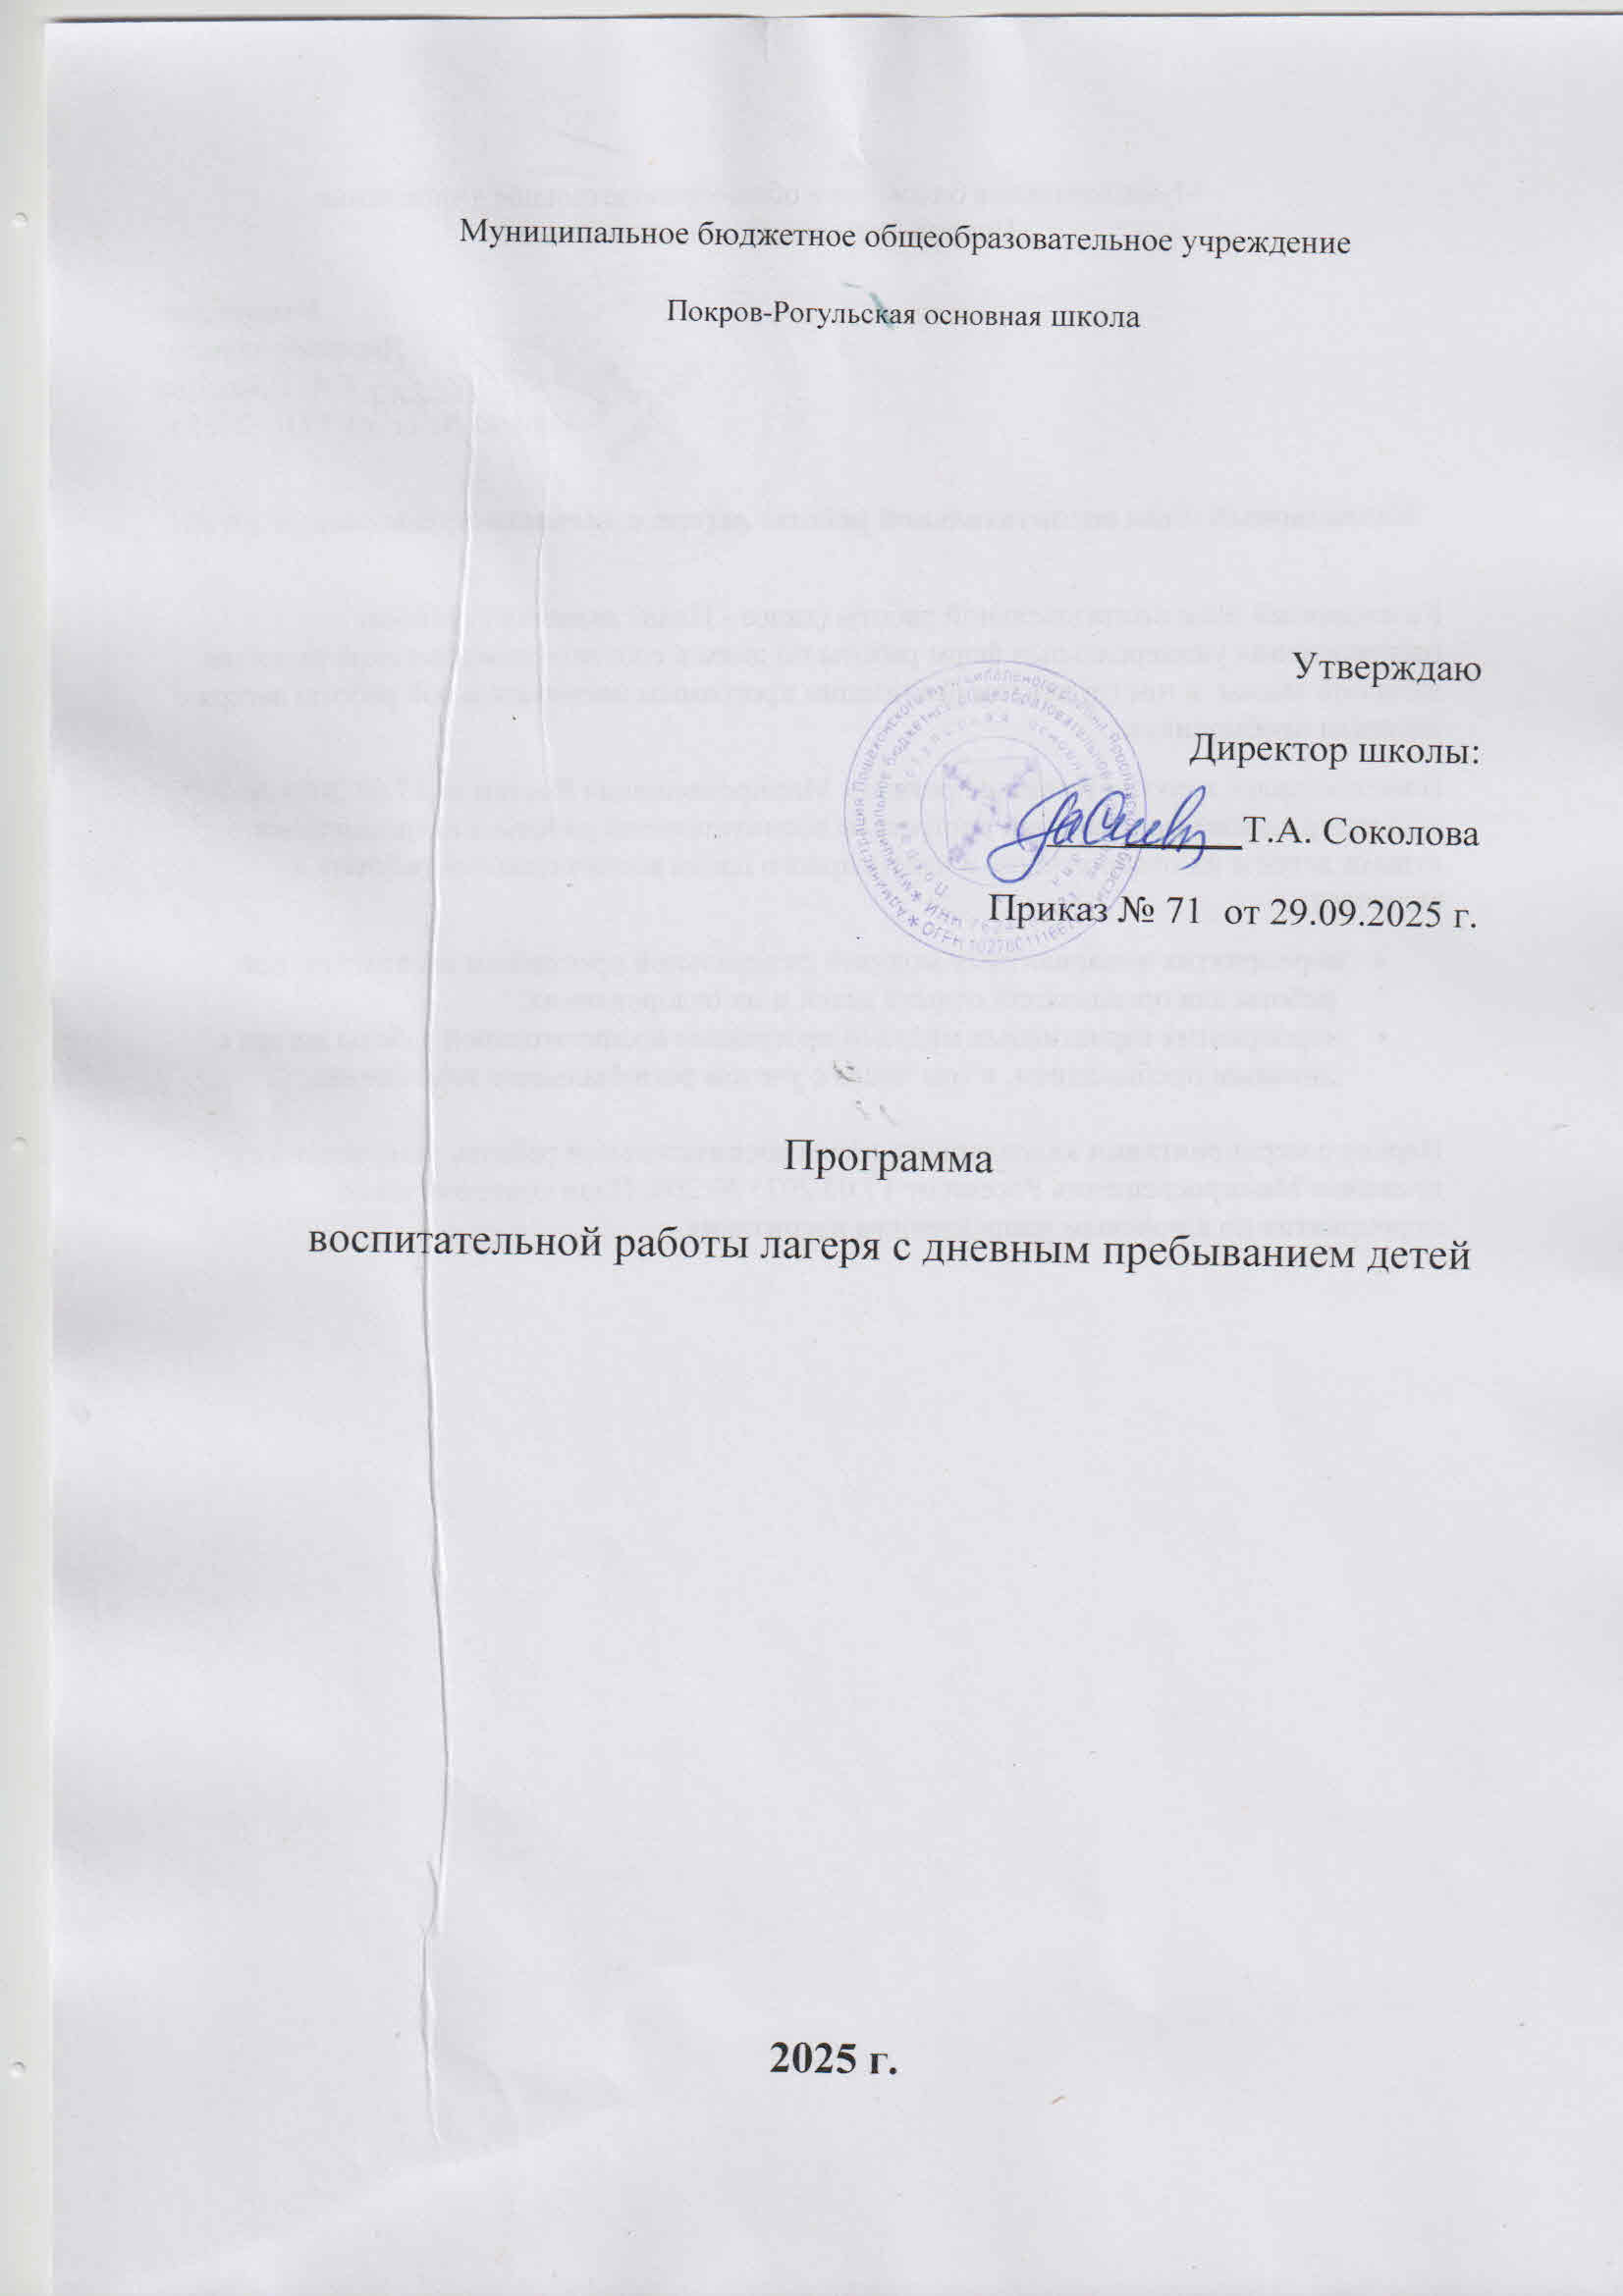 Муниципальное бюджетное общеобразовательное учреждение
Покров-Рогульская основная школа
Утверждаю
Директор школы:
Т.А. Соколова
Приказ № 71 от 29.09.2025 г.
Программа
воспитательной работы лагеря с дневным пребыванием детей
2025 г.